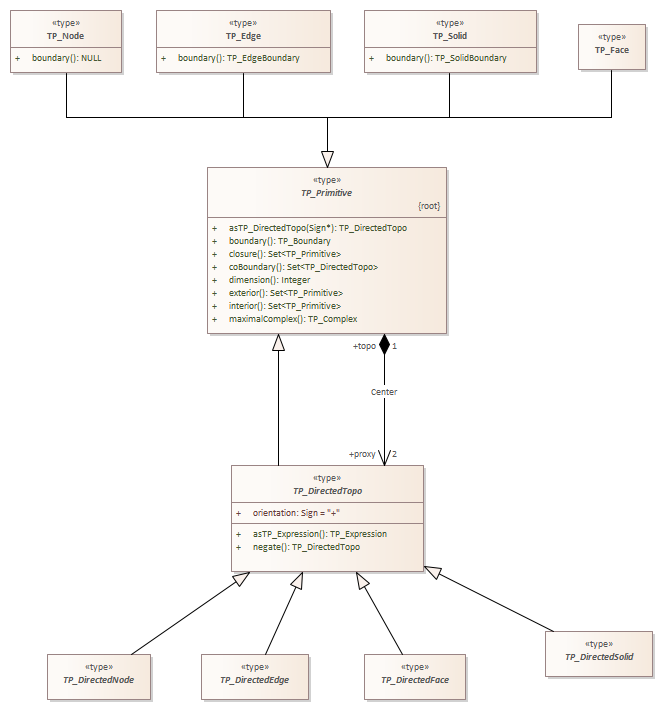 «type»
TP_Node
+ boundary(): NULL
«type»
TP_Edge
+ boundary(): TP_EdgeBoundary
«type»
TP_Solid
+ boundary(): TP_SolidBoundary
«type»
TP_Face
«type»
TP_Primitive
{root}
+ asTP_DirectedTopo(Sign*): TP_DirectedTopo
+ boundary(): TP_Boundary
+ closure(): Set<TP_Primitive>
+ coBoundary(): Set<TP_DirectedTopo>
+ dimension(): Integer
+ exterior(): Set<TP_Primitive>
+ interior(): Set<TP_Primitive>
+ maximalComplex(): TP_Complex
+topo 1
Center
+proxy 2
«type»
TP_DirectedTopo
+ orientation: Sign = "+"
+ asTP_Expression(): TP_Expression
+ negate(): TP_DirectedTopo
«type»
TP_DirectedNode
«type»
TP_DirectedEdge
«type»
TP_DirectedFace
«type»
TP_DirectedSolid